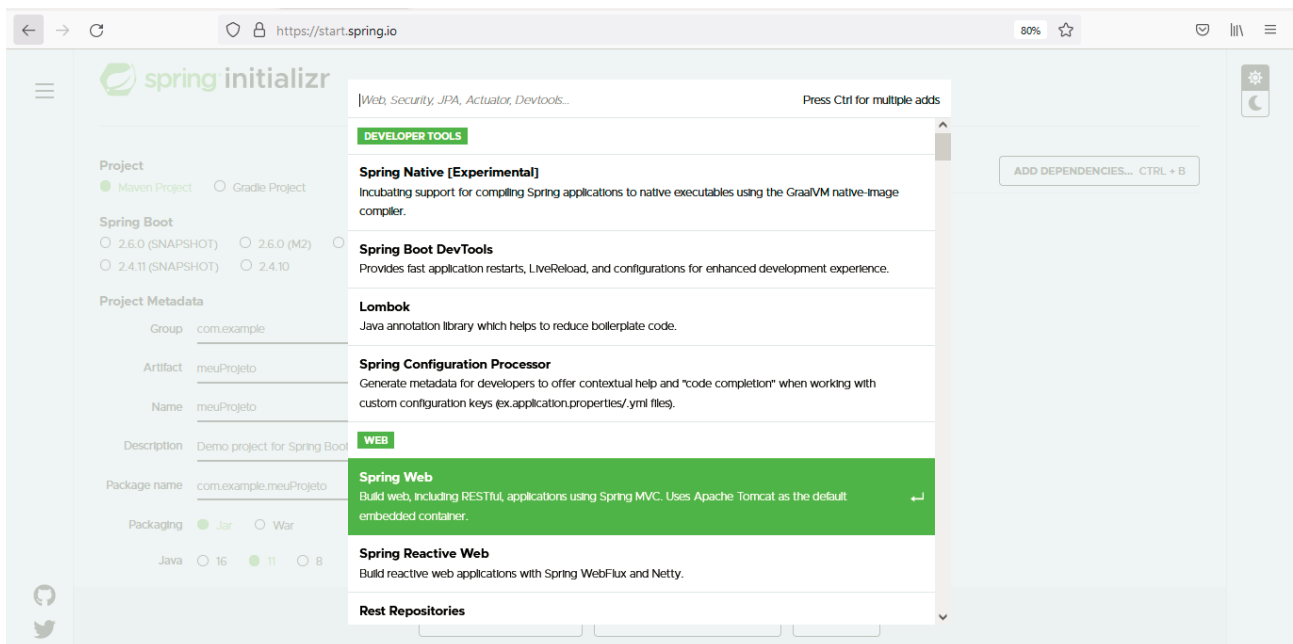 https://start.spring.io
80%
spring initializr
Web, Security, JPA, Actuator, Devtools...
Press Ctrl for multiple adds
DEVELOPER TOOLS
Spring Native [Experimental]
Incubating support for compiling Spring applications to native executables using the GraalVM native-image
compiler.
Spring Boot DevTools
Provides fast application restarts, LiveReload, and configurations for enhanced development experience.
Lombok
Java annotation library which helps to reduce boilerplate code.
Spring Configuration Processor
Generate metadata for developers to offer contextual help and "code completion" when working with
custom configuration keys (ex.application.properties/.yml files).
WEB
Spring Web
Build web, including RESTful, applications using Spring MVC. Uses Apache Tomcat as the default
embedded container.
Spring Reactive Web
Build reactive web applications with Spring WebFlux and Netty.
Rest Repositories
Project
Maven Project Gradle Project
Spring Boot
2.6.0 (SNAPSHOT) 2.6.0 (M2)
2.4.11 (SNAPSHOT) 2.4.10
Project Metadata
Group com.example
Artifact meuProjeto
Name meuProjeto
Description Demo project for Spring Boot
Package name com.example.meuProjeto
Packaging Jar War
Java 16 11 8
ADD DEPENDENCIES... CTRL + B